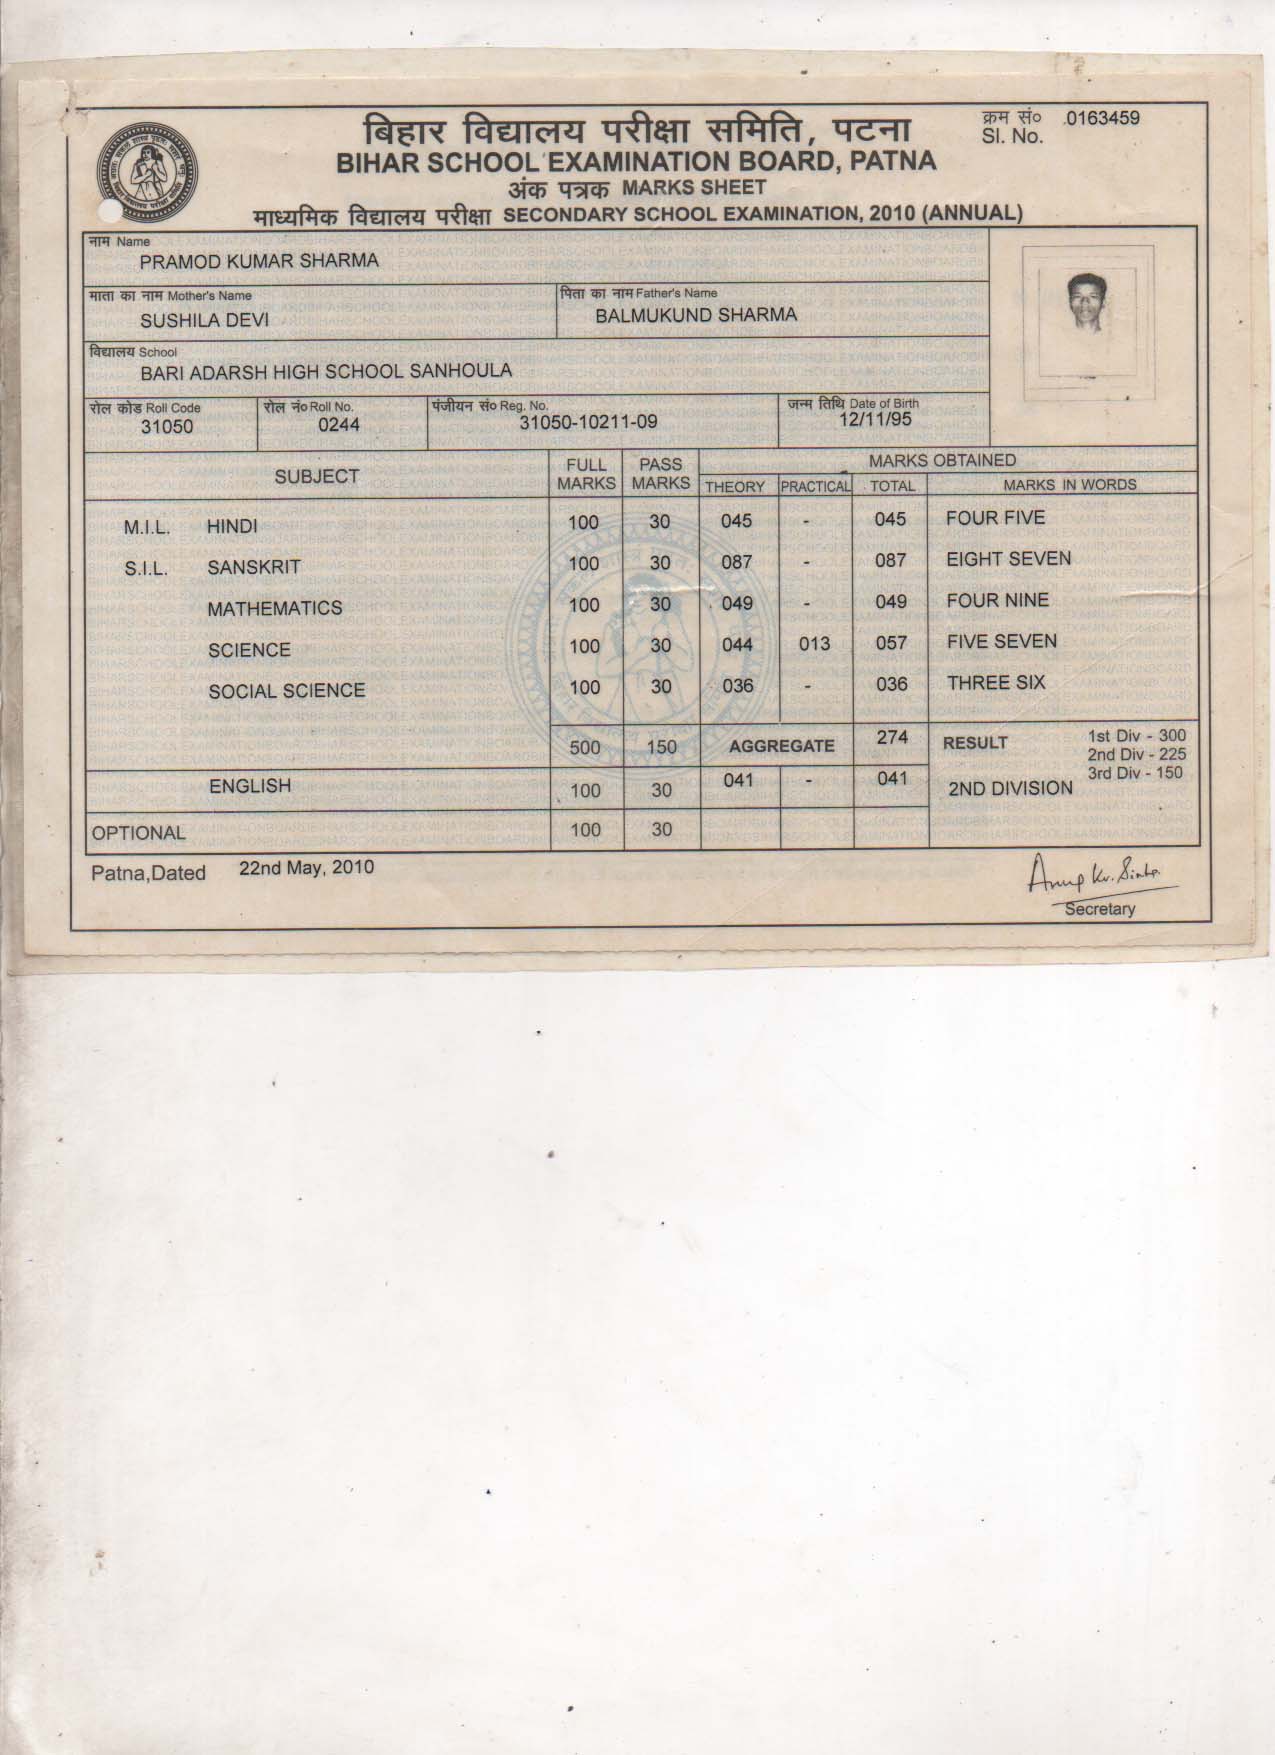 बिहार विद्यालय परीक्षा समिति, पटना
क्रम सं० 0163459
Sl. No.
BIHAR SCHOOL EXAMINATION BOARD, PATNA
अंक पत्रक MARKS SHEET
माध्यमिक विद्यालय परीक्षा SECONDARY SCHOOL EXAMINATION, 2010 (ANNUAL)
नाम Name
PRAMOD KUMAR SHARMA
माता का नाम Mother's Name
SUSHILA DEVI
पिता का नाम Father's Name
BALMUKUND SHARMA
विद्यालय School
BARI ADARSH HIGH SCHOOL SANHOULA
रोल कोड Roll Code
31050
रोल नं० Roll No.
0244
पंजीयन सं० Reg. No.
31050-10211-09
जन्म तिथि Date of Birth
12/11/95
SUBJECT FULL MARKS PASS MARKS MARKS OBTAINED
THEORY PRACTICAL TOTAL MARKS IN WORDS
M.I.L. HINDI 100 30 045 - 045 FOUR FIVE
S.I.L. SANSKRIT 100 30 087 - 087 EIGHT SEVEN
MATHEMATICS 100 30 049 - 049 FOUR NINE
SCIENCE 100 30 044 013 057 FIVE SEVEN
SOCIAL SCIENCE 100 30 036 - 036 THREE SIX
500 150 AGGREGATE 274 RESULT 1st Div - 300
2nd Div - 225
3rd Div - 150
ENGLISH 100 30 041 - 041 2ND DIVISION
OPTIONAL 100 30
Patna,Dated 22nd May, 2010
Anup Kr. Sinha
Secretary